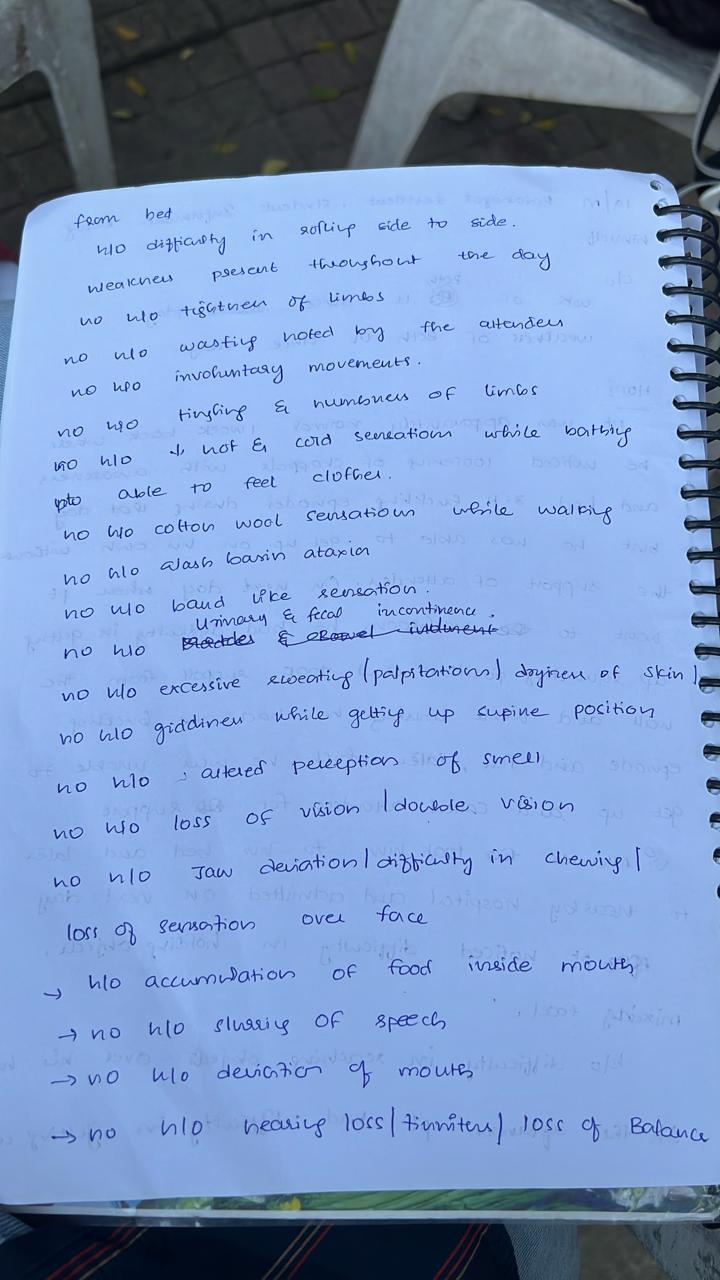 from bed
h/o difficulty in rolling side to side.
weakness present throughout the day
no h/o tightness of limbs
no h/o wasting noted by the attenders
no h/o involuntary movements.
no h/o tingling & numbness of limbs
no h/o ↓ hot & cold sensations while bathing
able to feel clothes.
no h/o cotton wool sensations while walking
no h/o wash basin ataxia
no h/o band like sensation.
Urinary & fecal incontinence.
no h/o Bladder & Bowel
no h/o excessive sweating | palpitations | dryness of skin |
no h/o giddiness while getting up supine position
no h/o altered perception of smell
no h/o loss of vision | double vision
no h/o Jaw deviation | difficulty in chewing |
loss of sensation over face
→ h/o accumulation of food inside mouth
→ no h/o slurring of speech
→ no h/o deviation of mouth
→ no h/o hearing loss | tinnitus | loss of Balance